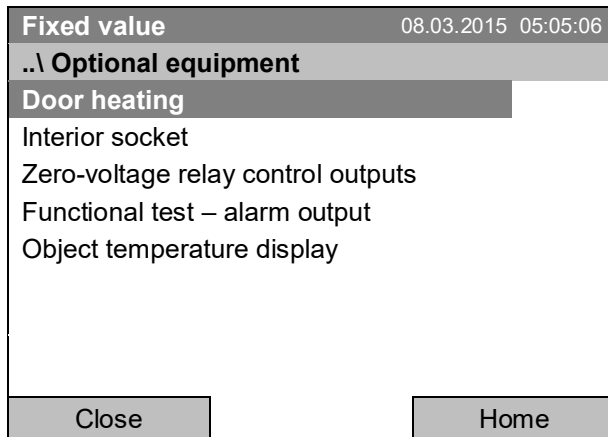 Fixed value 08.03.2015 05:05:06
..\ Optional equipment
Door heating
Interior socket
Zero-voltage relay control outputs
Functional test – alarm output
Object temperature display
Close Home